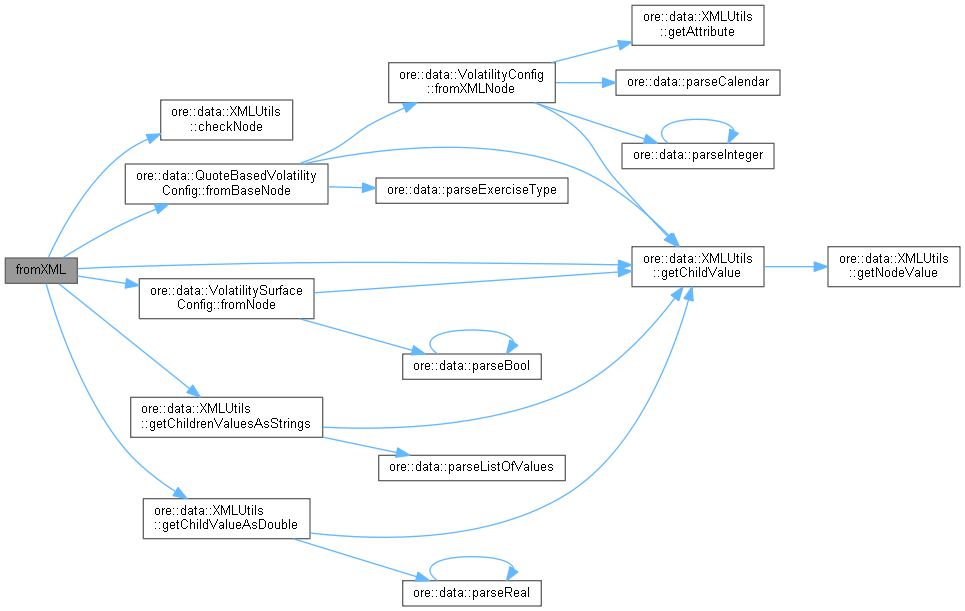 ore::data::XMLUtils
::getAttribute
ore::data::VolatilityConfig
::fromXMLNode
ore::data::parseCalendar
ore::data::XMLUtils
::checkNode
ore::data::parseInteger
ore::data::QuoteBasedVolatility
Config::fromBaseNode
ore::data::parseExerciseType
fromXML
ore::data::XMLUtils
::getChildValue
ore::data::XMLUtils
::getNodeValue
ore::data::VolatilitySurface
Config::fromNode
ore::data::parseBool
ore::data::XMLUtils
::getChildrenValuesAsStrings
ore::data::parseListOfValues
ore::data::XMLUtils
::getChildValueAsDouble
ore::data::parseReal